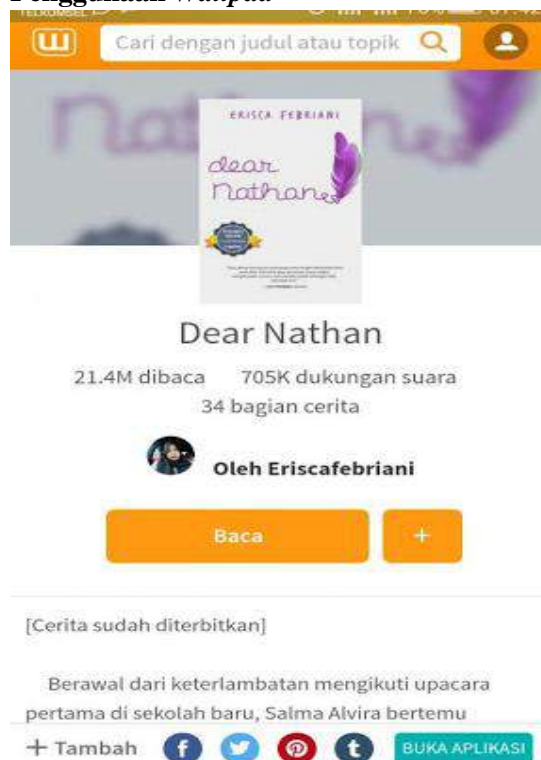 Penggunaan Wattpad
TELKOMSEL
Cari dengan judul atau topik
ERISCA FEBRIANI
dear
nathan
Dear Nathan
21.4M dibaca 705K dukungan suara
34 bagian cerita
Oleh Eriscafebriani
Baca
+
[Cerita sudah diterbitkan]
Berawal dari keterlambatan mengikuti upacara
pertama di sekolah baru, Salma Alvira bertemu
+ Tambah
BUKA APLIKASI